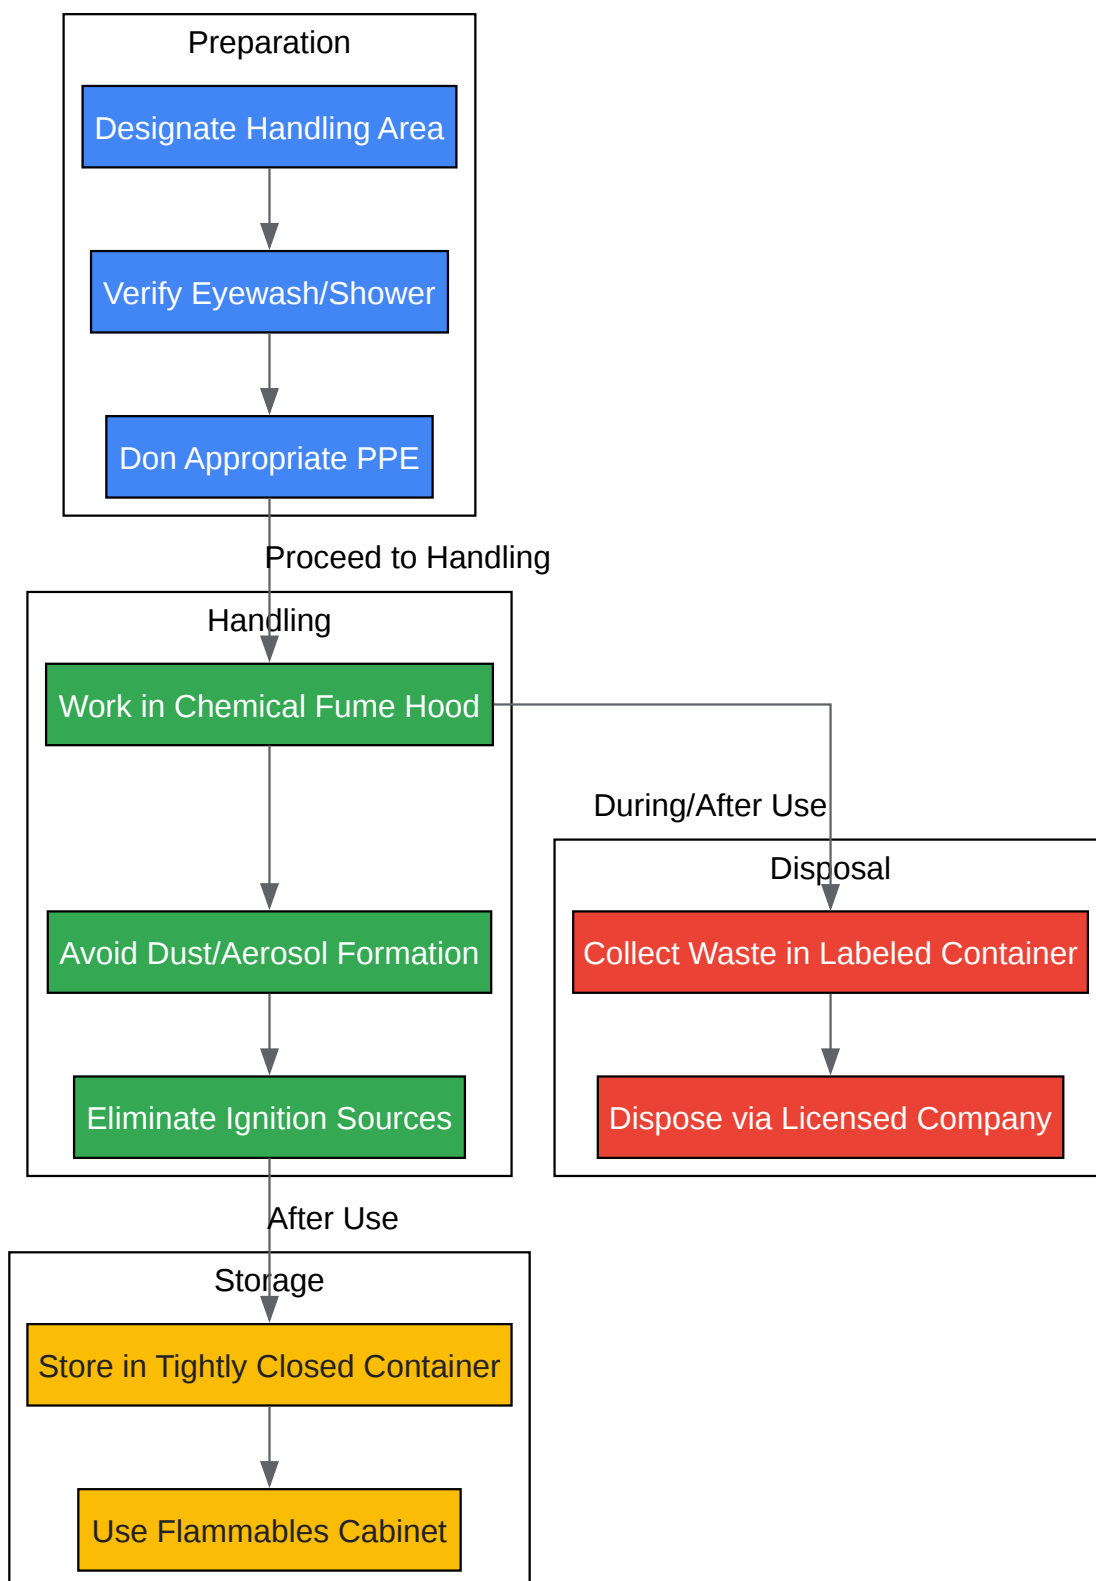 Preparation
Designate Handling Area
Verify Eyewash/Shower
Don Appropriate PPE
Proceed to Handling
Handling
Work in Chemical Fume Hood
During/After Use
Disposal
Avoid Dust/Aerosol Formation
Collect Waste in Labeled Container
Eliminate Ignition Sources
Dispose via Licensed Company
After Use
Storage
Store in Tightly Closed Container
Use Flammables Cabinet